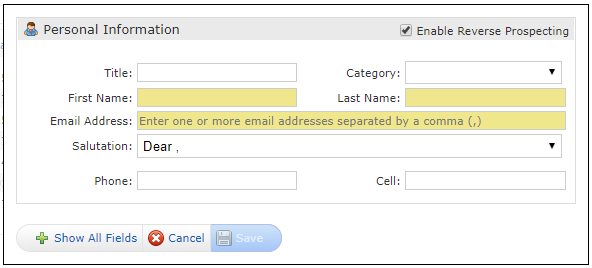 Personal Information
Enable Reverse Prospecting
Title:
Category:
First Name:
Last Name:
Email Address: Enter one or more email addresses separated by a comma (,)
Salutation: Dear ,
Phone:
Cell:
Show All Fields Cancel Save